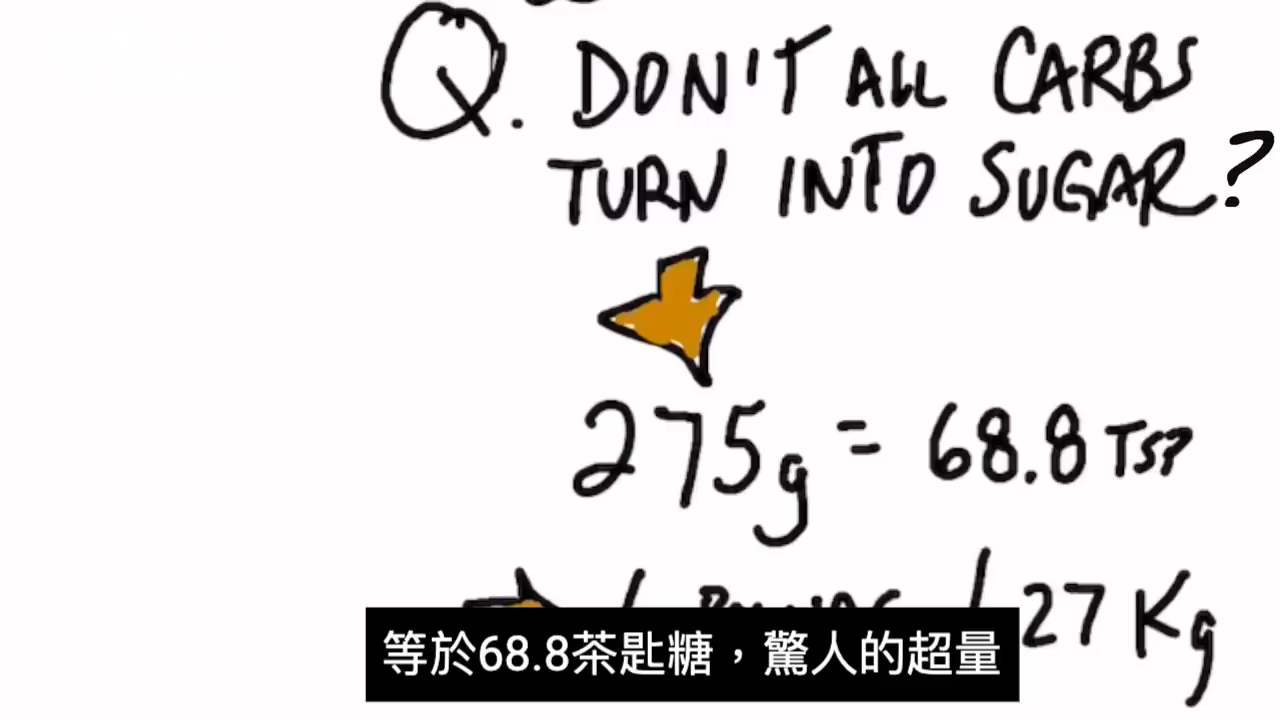 Q. DON'T ALL CARBS
TURN INTO SUGAR?
275g = 68.8 TSP
27 Kg
等於68.8茶匙糖，驚人的超量